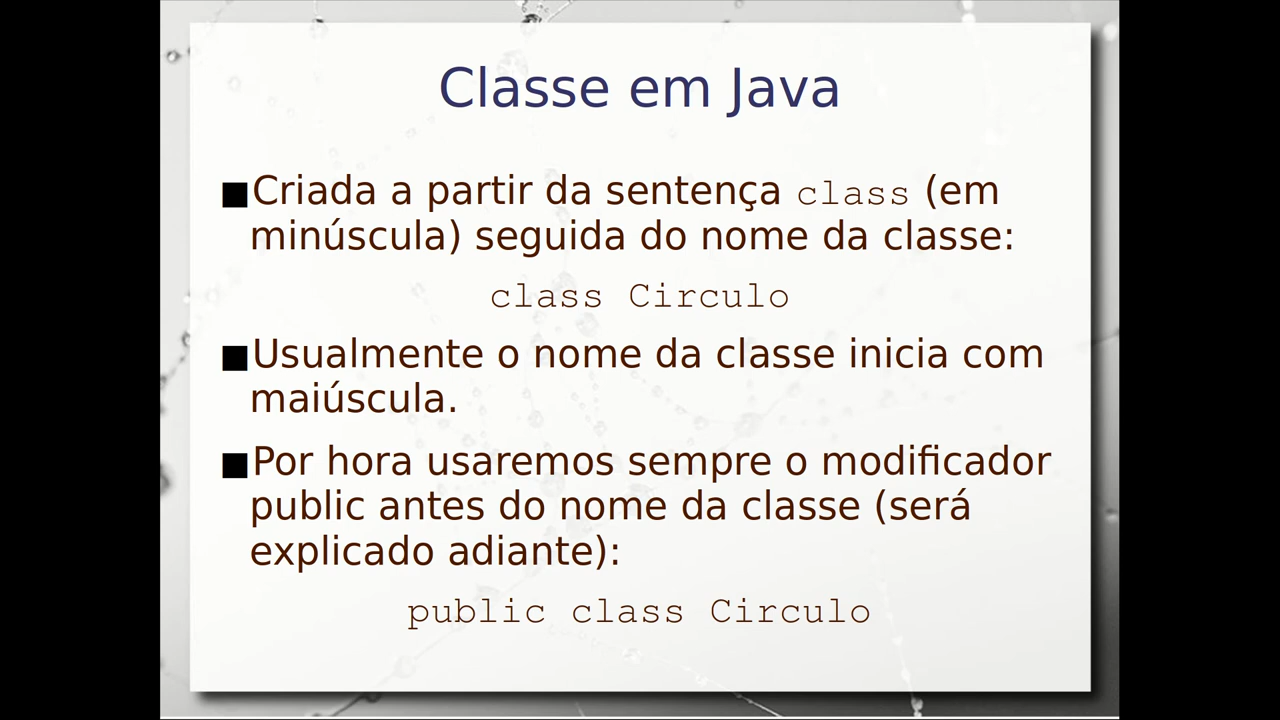 Classe em Java
■Criada a partir da sentença class (em
minúscula) seguida do nome da classe:
class Circulo
■Usualmente o nome da classe inicia com
maiúscula.
■Por hora usaremos sempre o modificador
public antes do nome da classe (será
explicado adiante):
public class Circulo